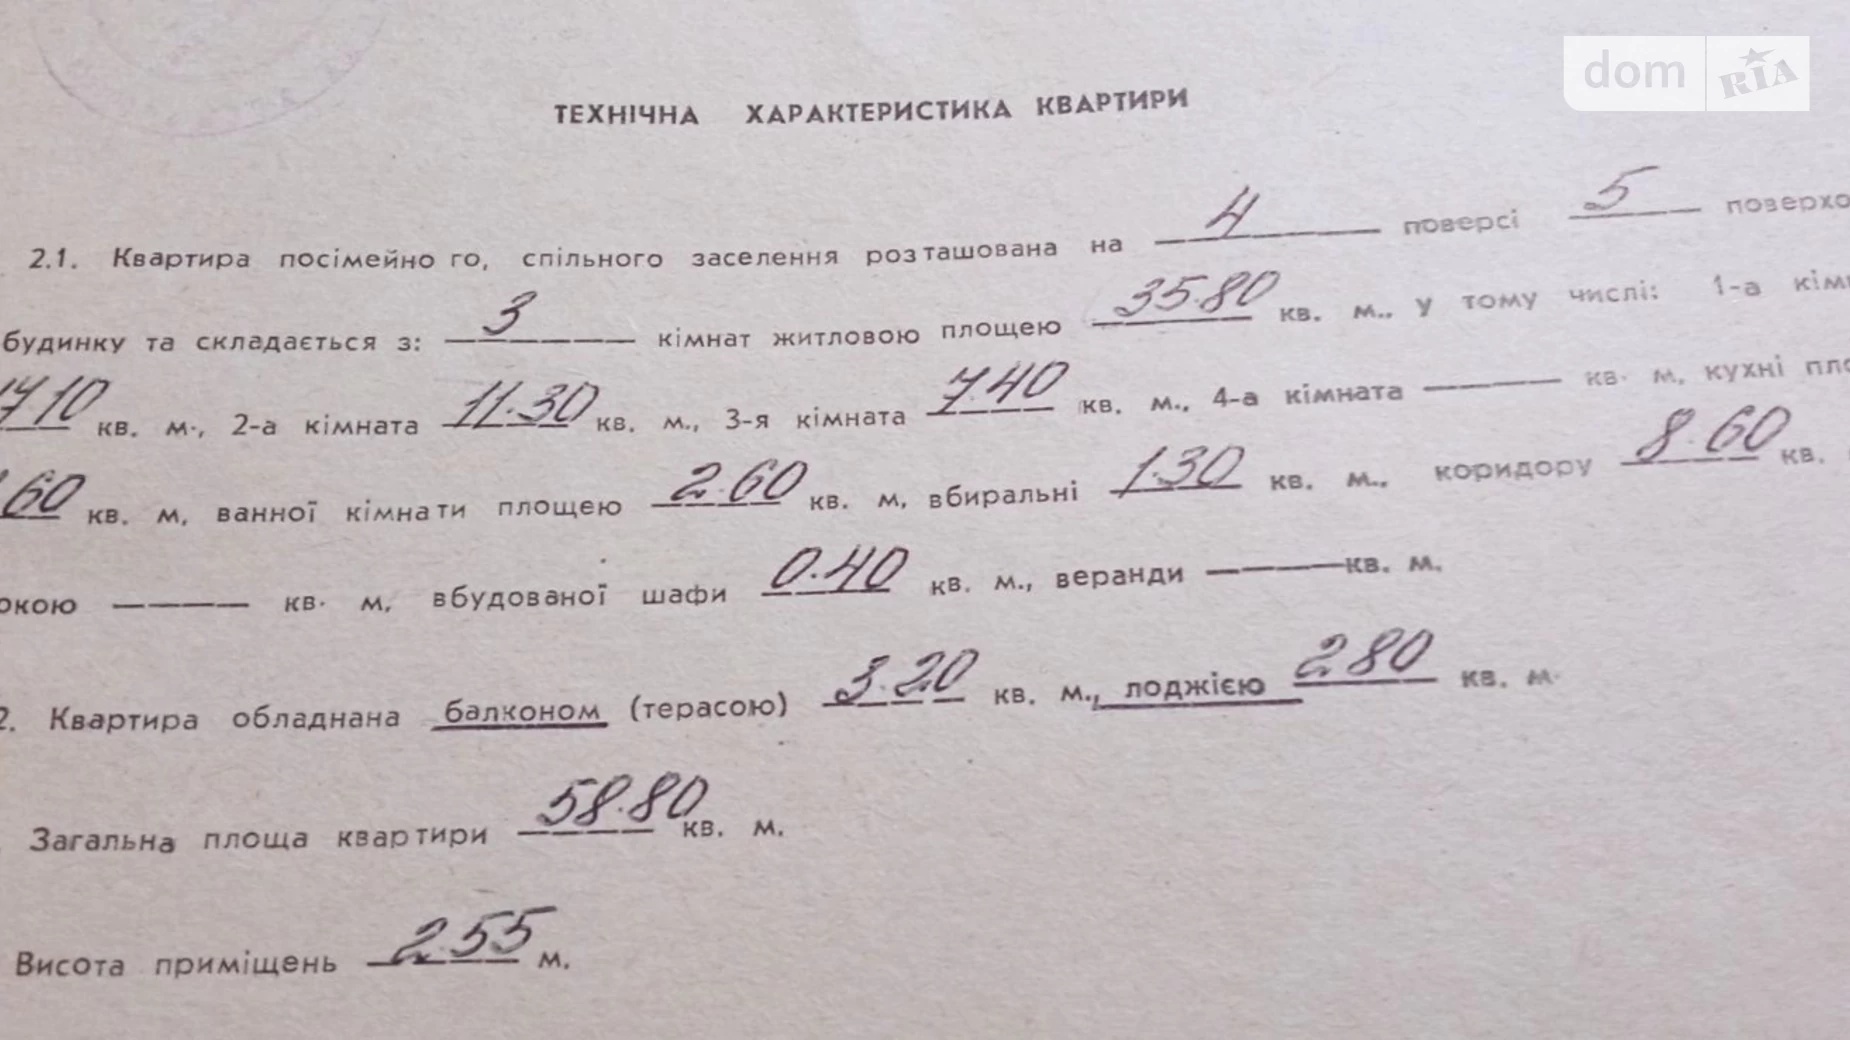 dom RIA
ТЕХНІЧНА ХАРАКТЕРИСТИКА КВАРТИРИ
2.1. Квартира посімейно го, спільного заселення розташована на 4 поверсі 5 поверхо
будинку та складається з: 3 кімнат житловою площею 35.80 кв. м., у тому числі: 1-а кім
17 10 кв. м., 2-а кімната 11.30 кв. м., 3-я кімната 7.40 кв. м., 4-а кімната ——— кв. м, кухні пло
60 кв. м, ванної кімнати площею 2.60 кв. м, вбиральні 1.30 кв. м., коридору 8.60 кв.
окою ——— кв. м, вбудованої шафи 0.40 кв. м., веранди ——— кв. м.
2. Квартира обладнана балконом (терасою) 3.20 кв. м., лоджією 2.80 кв. м.
Загальна площа квартири 58.80 кв. м.
Висота приміщень 2.55 м.